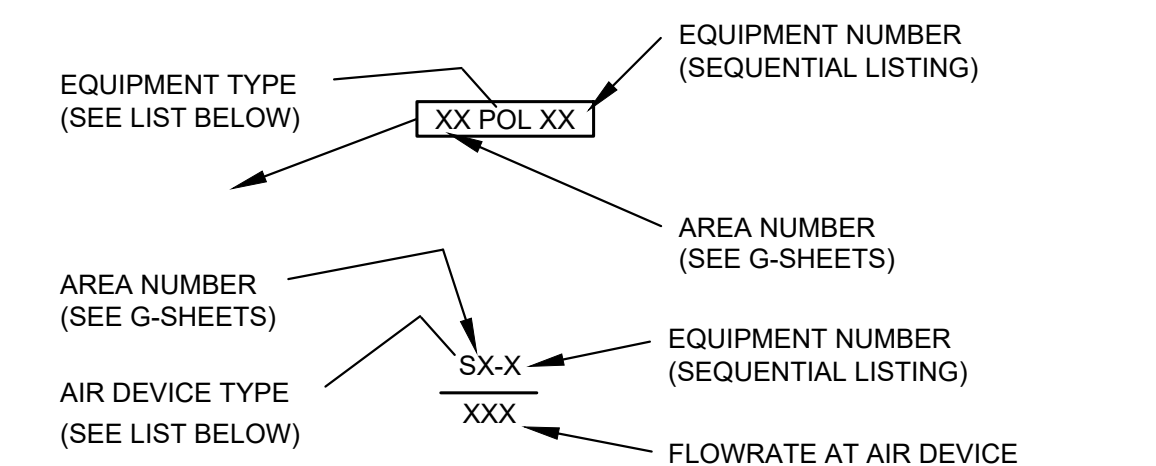 EQUIPMENT NUMBER
(SEQUENTIAL LISTING)
EQUIPMENT TYPE
(SEE LIST BELOW)
XX POL XX
AREA NUMBER
(SEE G-SHEETS)
AREA NUMBER
(SEE G-SHEETS)
EQUIPMENT NUMBER
(SEQUENTIAL LISTING)
SX-X
AIR DEVICE TYPE
(SEE LIST BELOW)
XXX
FLOWRATE AT AIR DEVICE